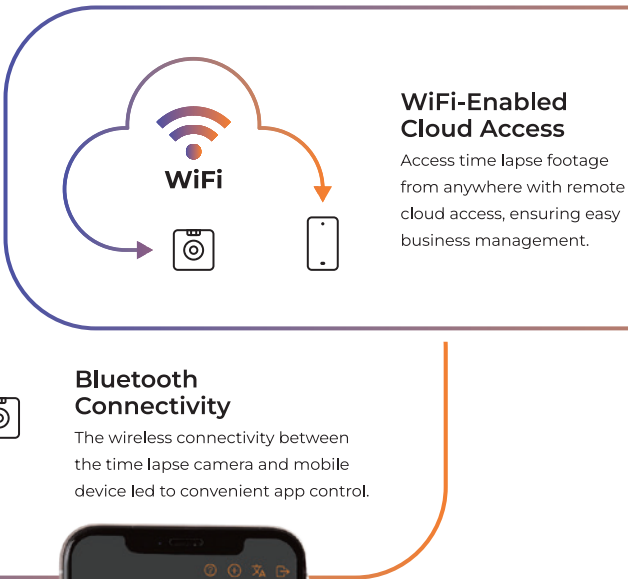 WiFi
WiFi-Enabled
Cloud Access
Access time lapse footage
from anywhere with remote
cloud access, ensuring easy
business management.
Bluetooth
Connectivity
The wireless connectivity between
the time lapse camera and mobile
device led to convenient app control.